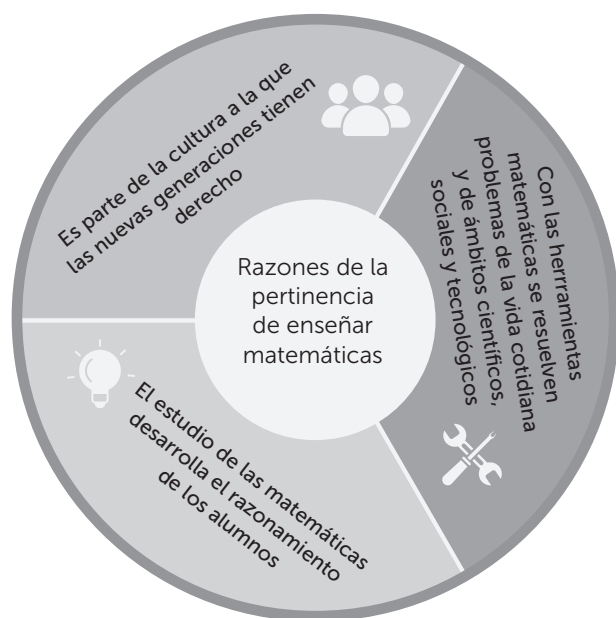 Es parte de la cultura a la que
las nuevas generaciones tienen
derecho
Con las herrramientas
matemáticas se resuelven
problemas de la vida cotidiana
y de ámbitos científicos,
sociales y tecnológicos
Razones de la
pertinencia
de enseñar
matemáticas
El estudio de las matemáticas
desarrolla el razonamiento
de los alumnos